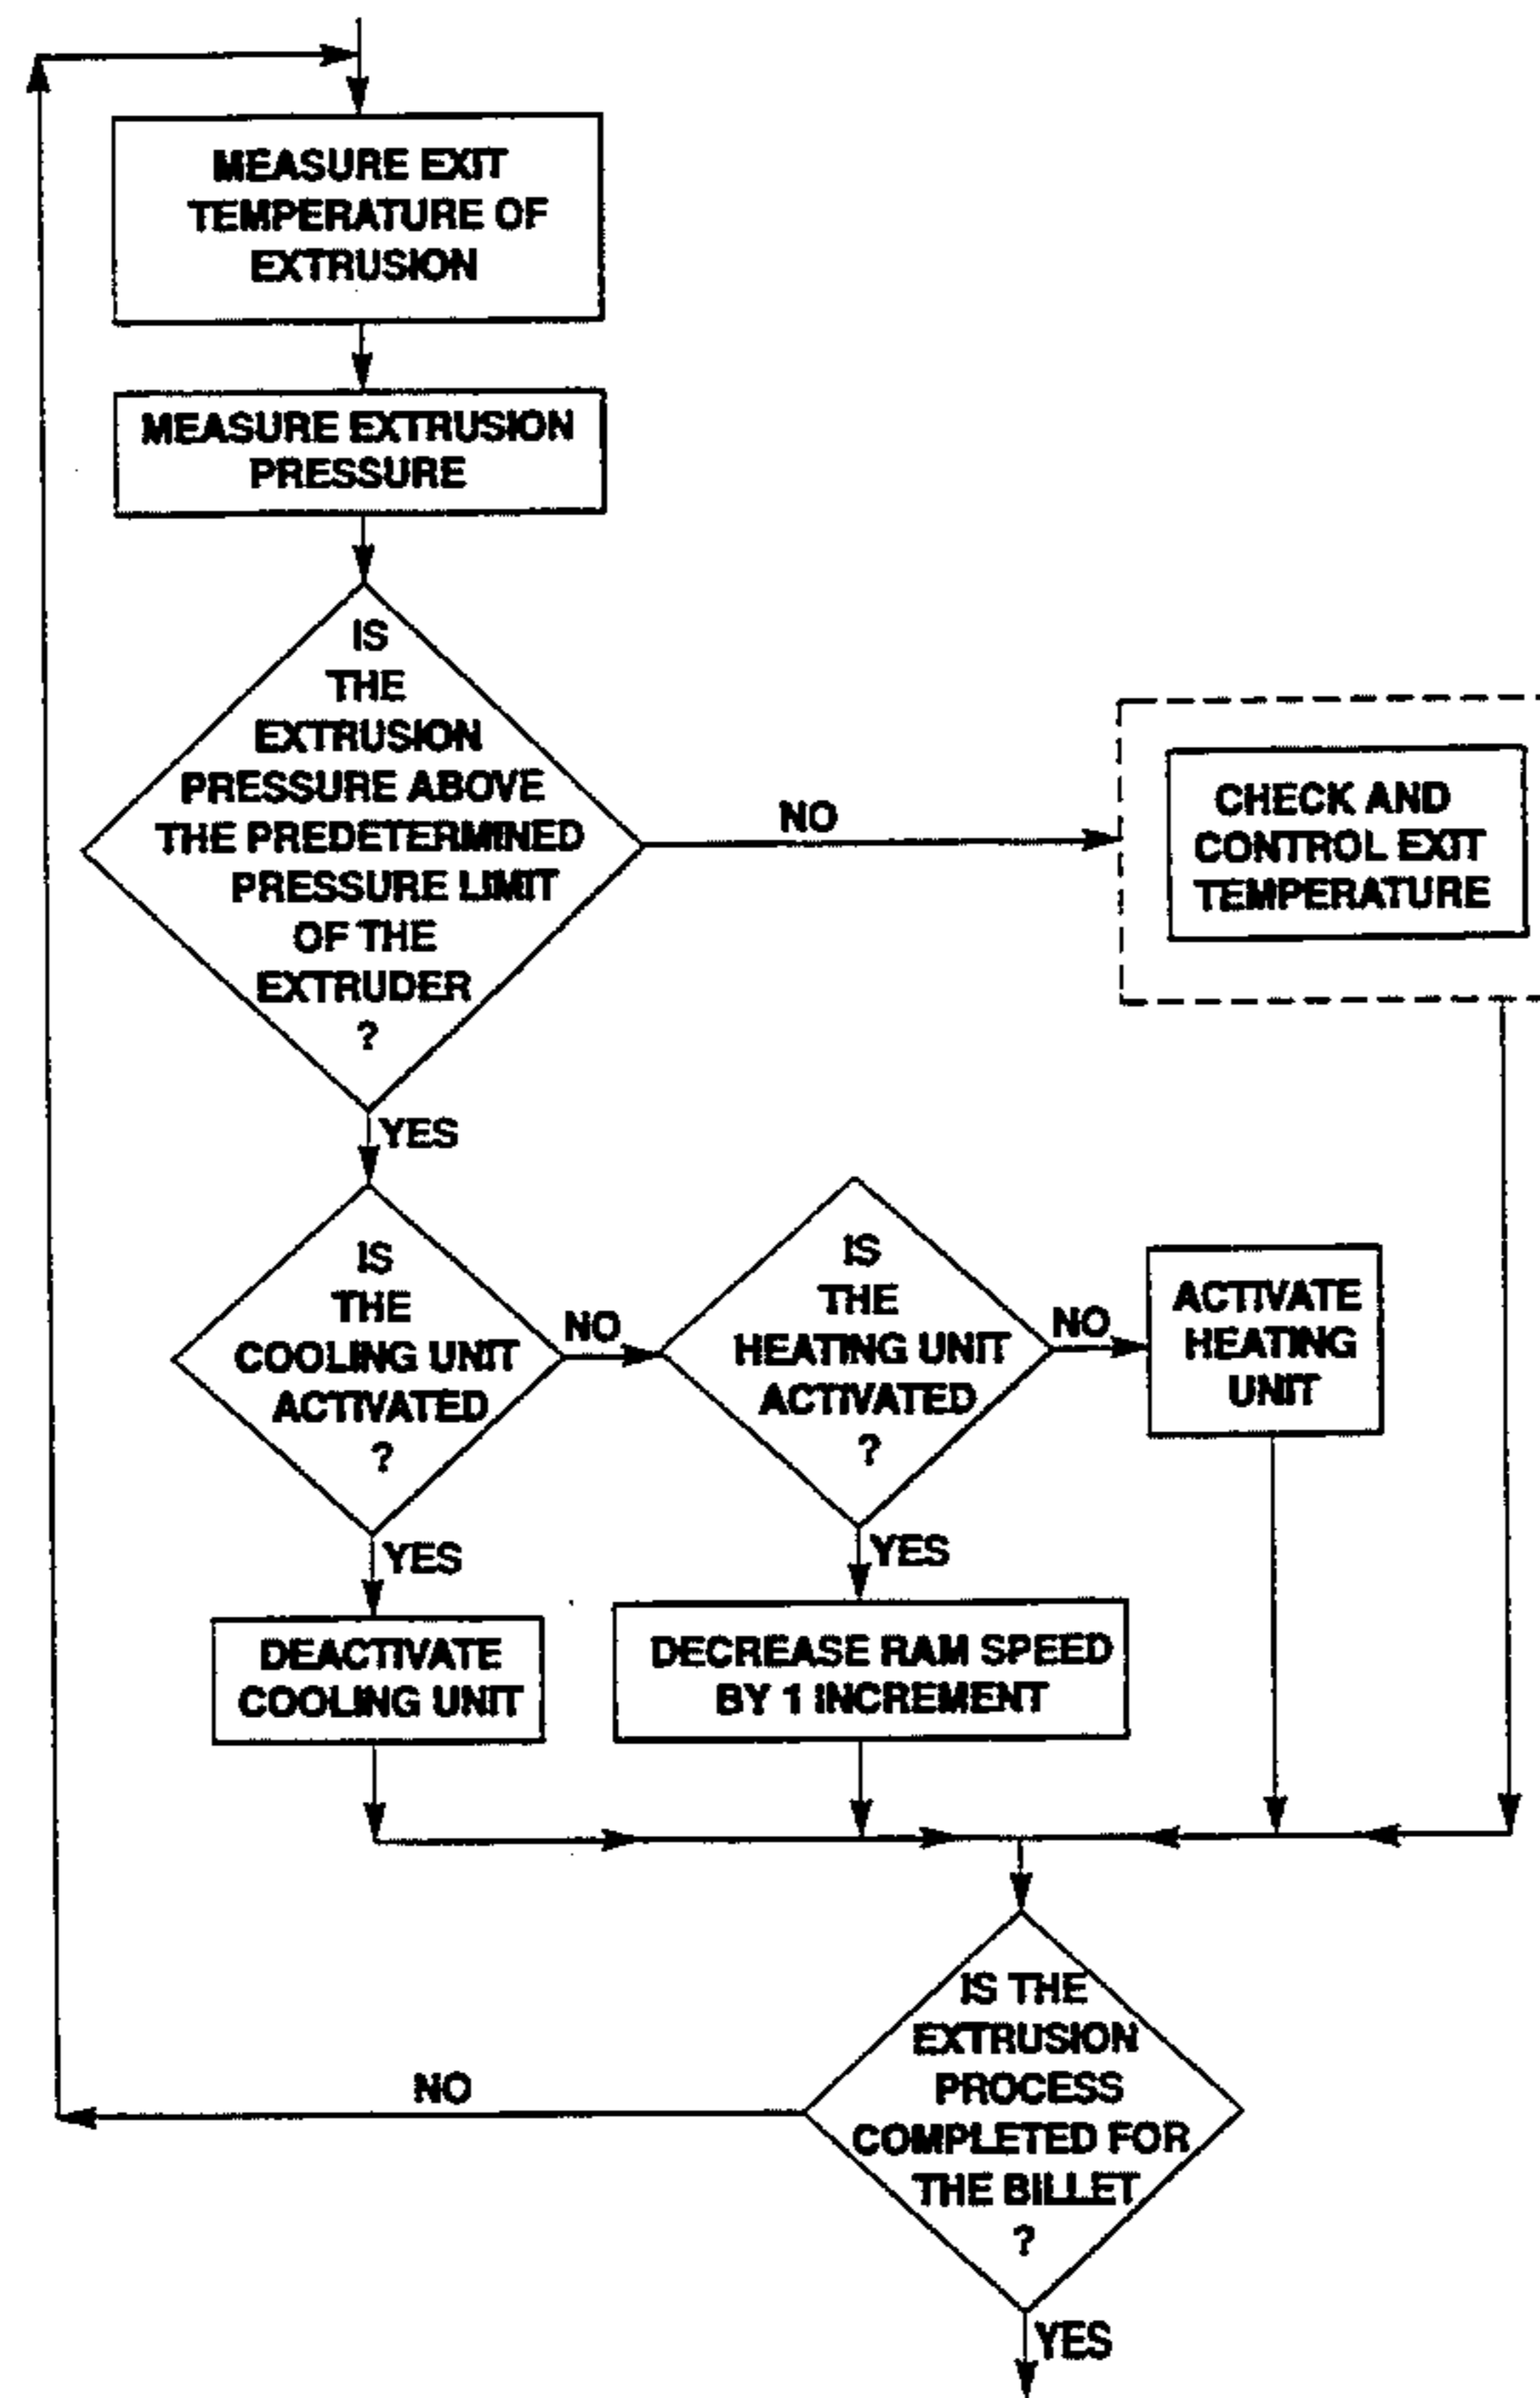 MEASURE EXIT
TEMPERATURE OF
EXTRUSION
MEASURE EXTRUSION
PRESSURE
IS
THE
EXTRUSION
PRESSURE ABOVE
THE PREDETERMINED
PRESSURE LIMIT
OF THE
EXTRUDER
?
NO
CHECK AND
CONTROL EXIT
TEMPERATURE
YES
IS
THE
COOLING UNIT
ACTIVATED
?
NO
IS
THE
HEATING UNIT
ACTIVATED
?
NO
ACTIVATE
HEATING
UNIT
YES
DEACTIVATE
COOLING UNIT
YES
DECREASE RAM SPEED
BY 1 INCREMENT
IS THE
EXTRUSION
PROCESS
COMPLETED FOR
THE BILLET
?
NO
YES